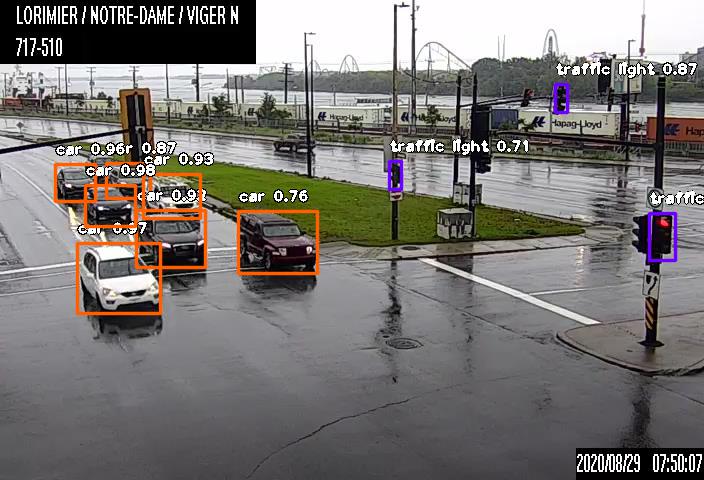 LORIMIER / NOTRE-DAME / VIGER N
717-510
traffic light 0.87
Hapag-Lloyd
Hapag-Lloyd
traffic light 0.71
car 0.96
0.87
car 0.93
car 0.98
car 0.92
car 0.76
traffic
car 0.97
2020/08/29 07:50:07